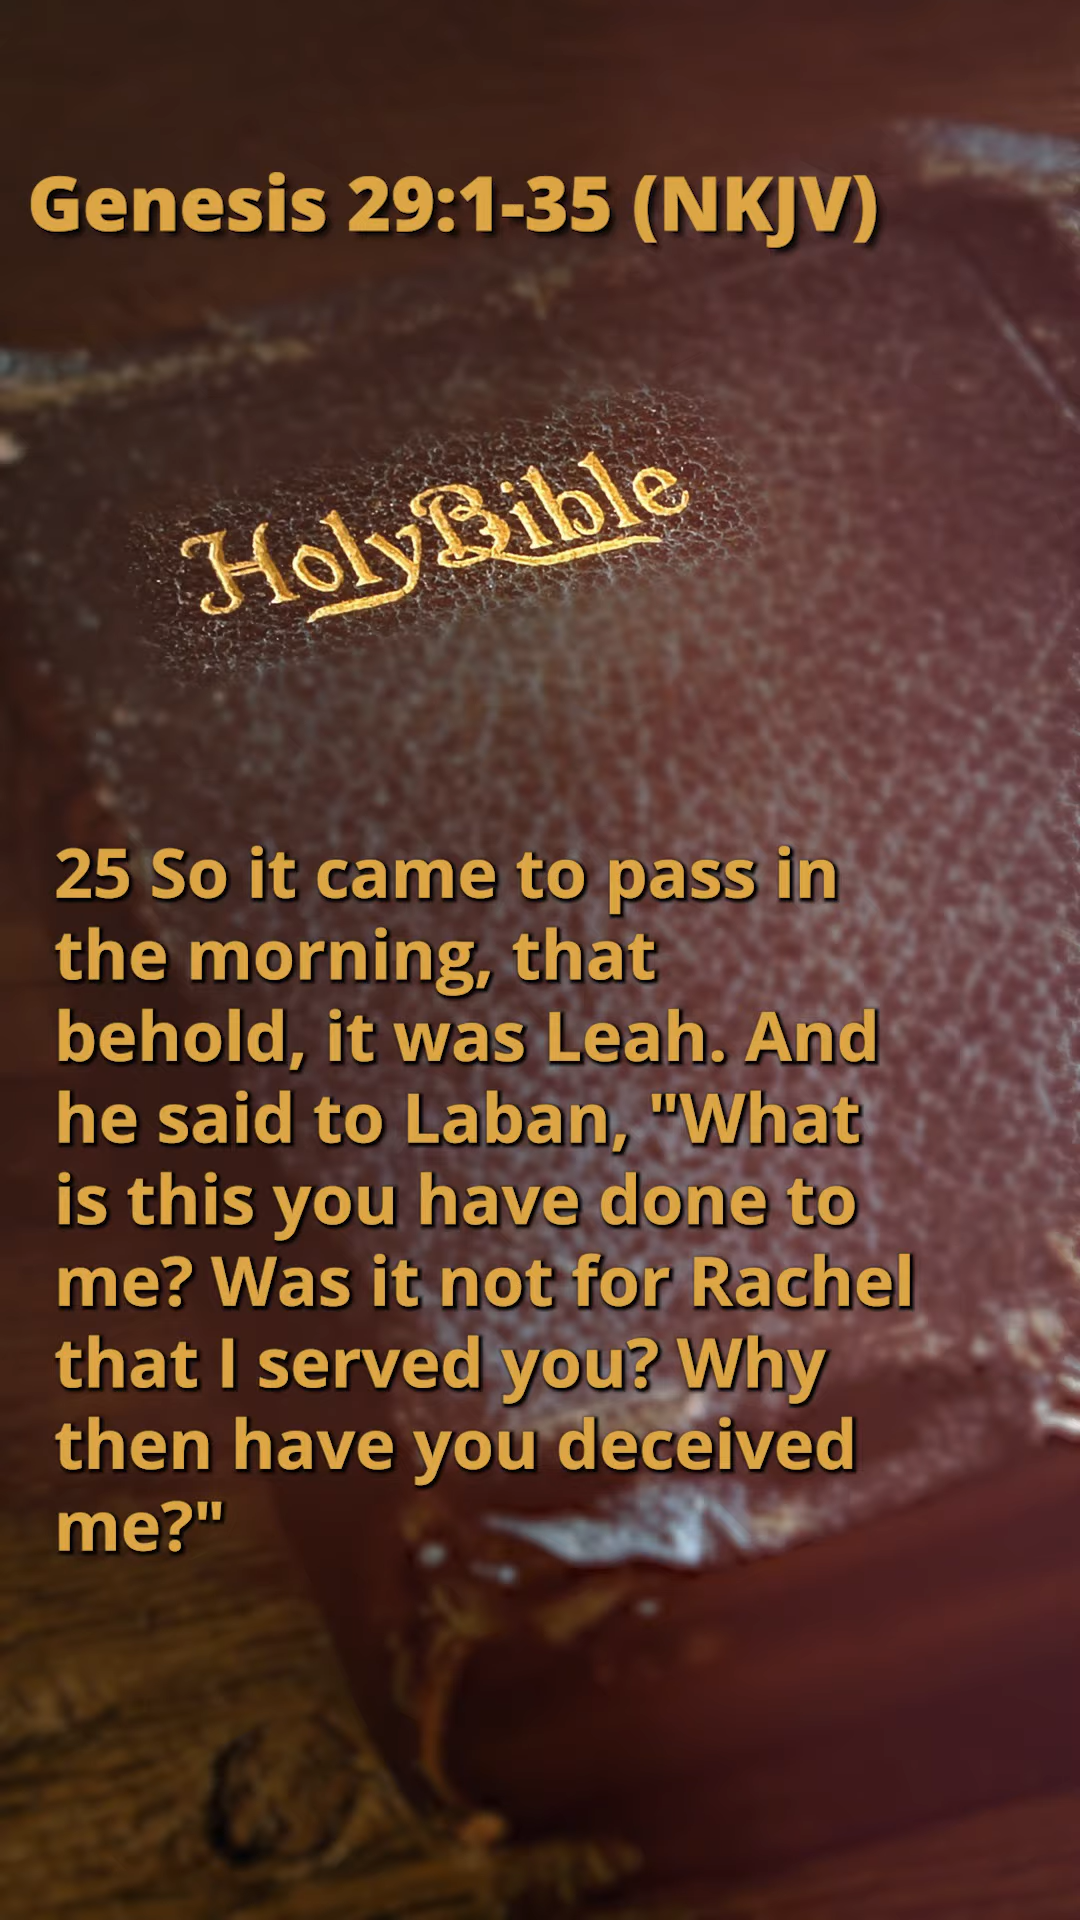 Genesis 29:1-35 (NKJV)
Holy Bible
25 So it came to pass in
the morning, that
behold, it was Leah. And
he said to Laban, "What
is this you have done to
me? Was it not for Rachel
that I served you? Why
then have you deceived
me?"